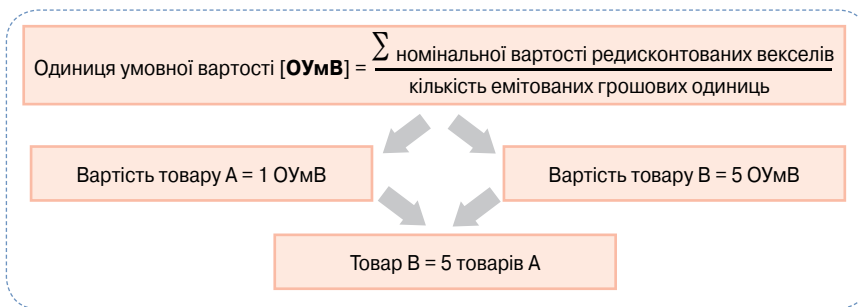 Одиниця умовної вартості [ОУмВ] = ∑ номінальної вартості редисконтованих векселів
кількість емітованих грошових одиниць
Вартість товару А = 1 ОУмВ
Вартість товару В = 5 ОУмВ
Товар В = 5 товарів А